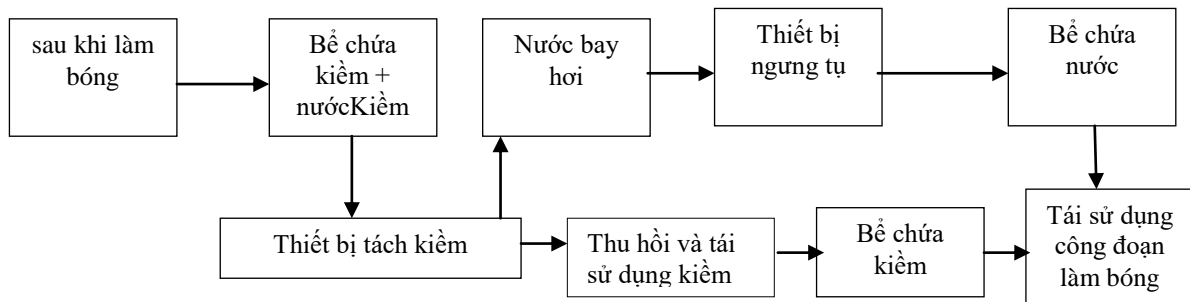 sau khi làm
bóng
Bể chứa
kiềm +
nướcKiềm
Nước bay
hơi
Thiết bị
ngưng tụ
Bể chứa
nước
Thiết bị tách kiềm
Thu hồi và tái
sử dụng kiềm
Bể chứa
kiềm
Tái sử dụng
công đoạn
làm bóng